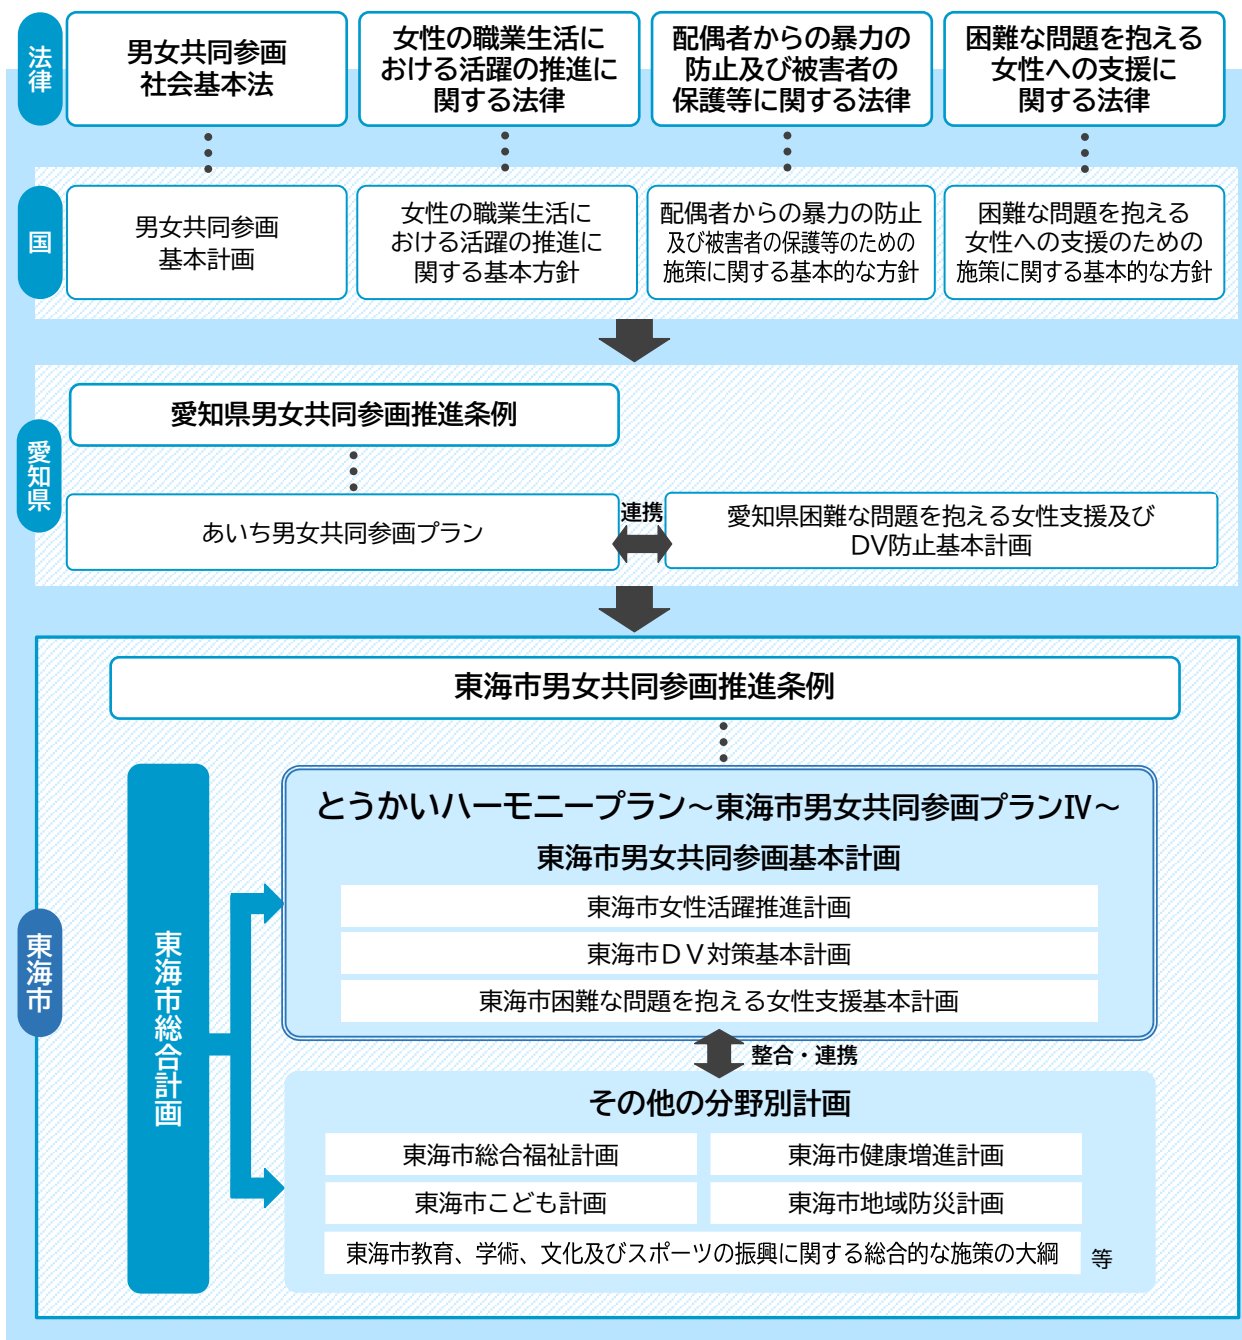 法律
男女共同参画
社会基本法
女性の職業生活に
おける活躍の推進に
関する法律
配偶者からの暴力の
防止及び被害者の
保護等に関する法律
困難な問題を抱える
女性への支援に
関する法律
国
男女共同参画
基本計画
女性の職業生活に
おける活躍の推進に
関する基本方針
配偶者からの暴力の防止
及び被害者の保護等のための
施策に関する基本的な方針
困難な問題を抱える
女性への支援のための
施策に関する基本的な方針
愛知県
愛知県男女共同参画推進条例
あいち男女共同参画プラン
連携
愛知県困難な問題を抱える女性支援及び
DV防止基本計画
東海市
東海市男女共同参画推進条例
東海市総合計画
とうかいハーモニープラン～東海市男女共同参画プランⅣ～
東海市男女共同参画基本計画
東海市女性活躍推進計画
東海市ＤＶ対策基本計画
東海市困難な問題を抱える女性支援基本計画
整合・連携
その他の分野別計画
東海市総合福祉計画
東海市健康増進計画
東海市こども計画
東海市地域防災計画
東海市教育、学術、文化及びスポーツの振興に関する総合的な施策の大綱
等